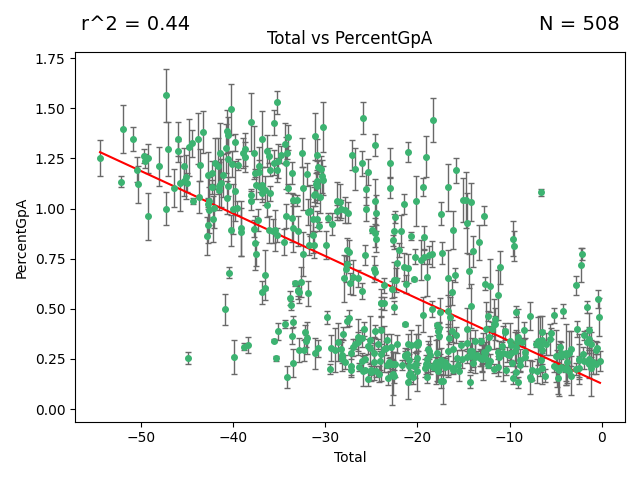 r^2 = 0.44
N = 508
Total vs PercentGpA
1.75
1.50
1.25
1.00
0.75
0.50
0.25
0.00
PercentGpA
−50
−40
−30
−20
−10
0
Total